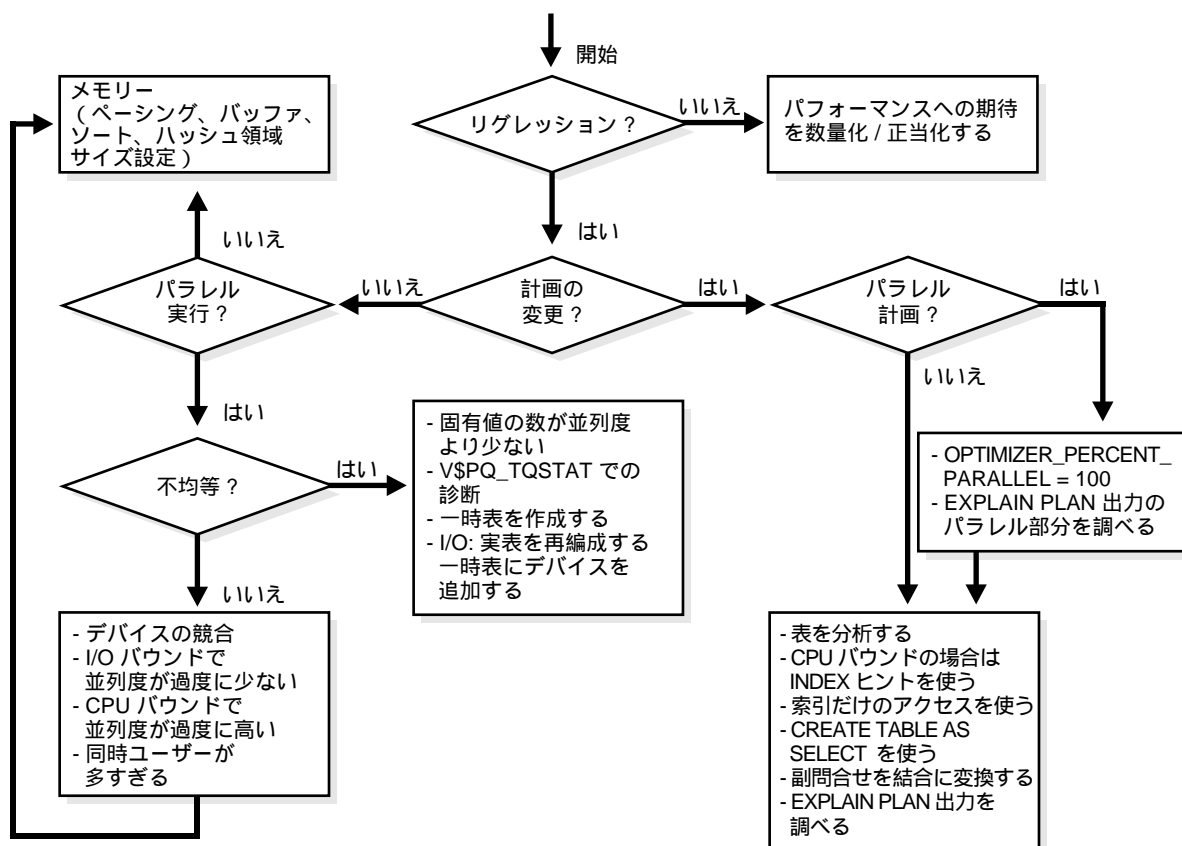 開始
メモリー
（ペーシング、バッファ、
ソート、ハッシュ領域
サイズ設定）
リグレッション？
いいえ
パフォーマンスへの期待
を数量化 / 正当化する
はい
いいえ
パラレル
実行？
いいえ
計画の
変更？
はい
パラレル
計画？
はい
いいえ
はい
不均等？
はい
- 固有値の数が並列度
より少ない
- V$PQ_TQSTAT での
診断
- 一時表を作成する
- I/O: 実表を再編成する
一時表にデバイスを
追加する
- OPTIMIZER_PERCENT_
PARALLEL = 100
- EXPLAIN PLAN 出力の
パラレル部分を調べる
いいえ
- デバイスの競合
- I/O バウンドで
並列度が過度に少ない
- CPU バウンドで
並列度が過度に高い
- 同時ユーザーが
多すぎる
- 表を分析する
- CPU バウンドの場合は
INDEX ヒントを使う
- 索引だけのアクセスを使う
- CREATE TABLE AS
SELECT を使う
- 副問合せを結合に変換する
- EXPLAIN PLAN 出力を
調べる